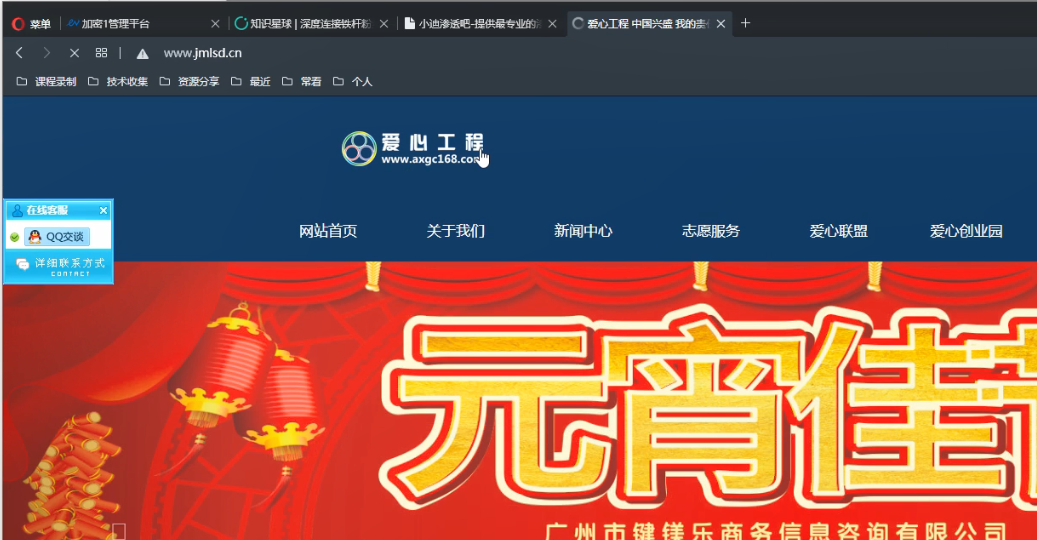 菜单 加密1管理平台 知识星球 | 深度连接铁杆粉 小迪渗透吧-提供最专业的 爱心工程 中国兴盛 我的责任
www.jmlsd.cn
课程录制 技术收集 资源分享 最近 常看 个人
爱心工程
www.axgc168.com
在线客服
QQ交谈
详细联系方式
CONTACT
网站首页 关于我们 新闻中心 志愿服务 爱心联盟 爱心创业园
元宵佳节
广州市键镁乐商务信息咨询有限公司